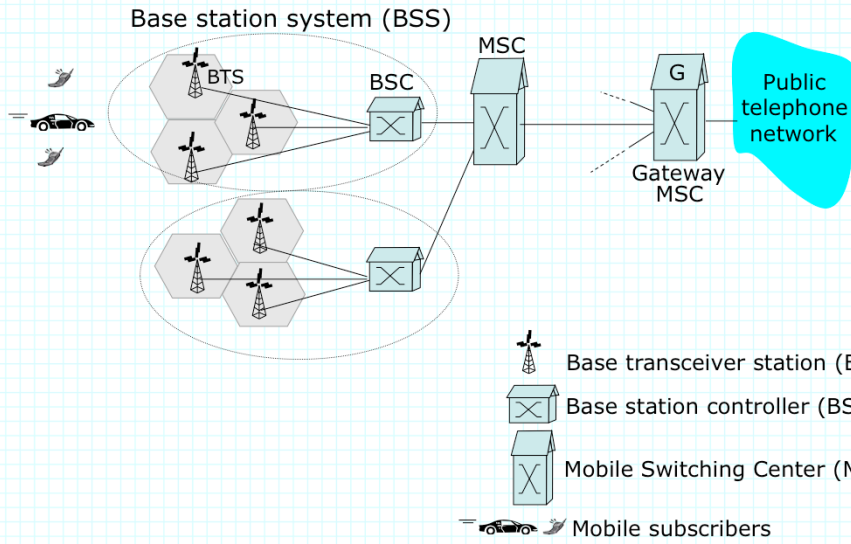 Base station system (BSS)
MSC
BTS
BSC
G
Public
telephone
network
Gateway
MSC
Base transceiver station (B
Base station controller (BS
Mobile Switching Center (M
Mobile subscribers